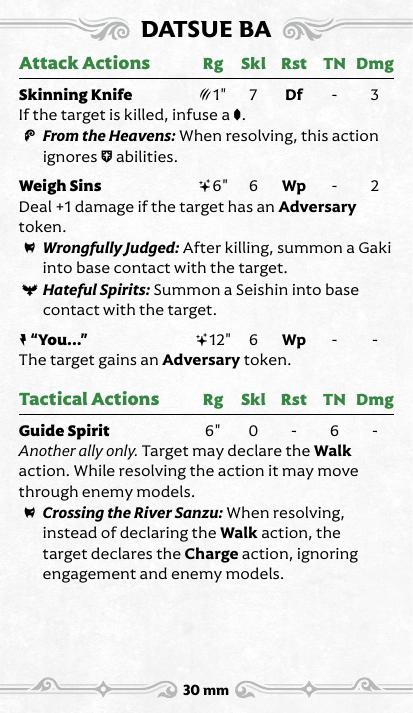 DATSUE BA
Attack Actions Rg Skl Rst TN Dmg
Skinning Knife 1" 7 Df - 3
If the target is killed, infuse a .
From the Heavens: When resolving, this action
ignores abilities.
Weigh Sins 6" 6 Wp - 2
Deal +1 damage if the target has an Adversary
token.
Wrongfully Judged: After killing, summon a Gaki
into base contact with the target.
Hateful Spirits: Summon a Seishin into base
contact with the target.
“You...” 12" 6 Wp - -
The target gains an Adversary token.
Tactical Actions Rg Skl Rst TN Dmg
Guide Spirit 6" 0 - 6 -
Another ally only. Target may declare the Walk
action. While resolving the action it may move
through enemy models.
Crossing the River Sanzu: When resolving,
instead of declaring the Walk action, the
target declares the Charge action, ignoring
engagement and enemy models.
30 mm